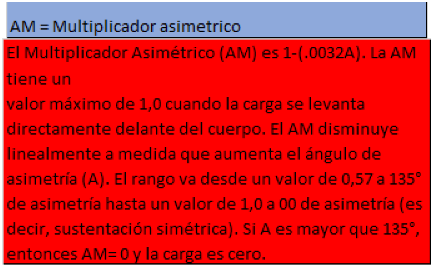 AM = Multiplicador asimetrico
El Multiplicador Asimétrico (AM) es 1-(.0032A). La AM
tiene un
valor máximo de 1,0 cuando la carga se levanta
directamente delante del cuerpo. El AM disminuye
linealmente a medida que aumenta el ángulo de
asimetría (A). El rango va desde un valor de 0,57 a 135°
de asimetría hasta un valor de 1,0 a 00 de asimetría (es
decir, sustentación simétrica). Si A es mayor que 135°,
entonces AM= 0 y la carga es cero.